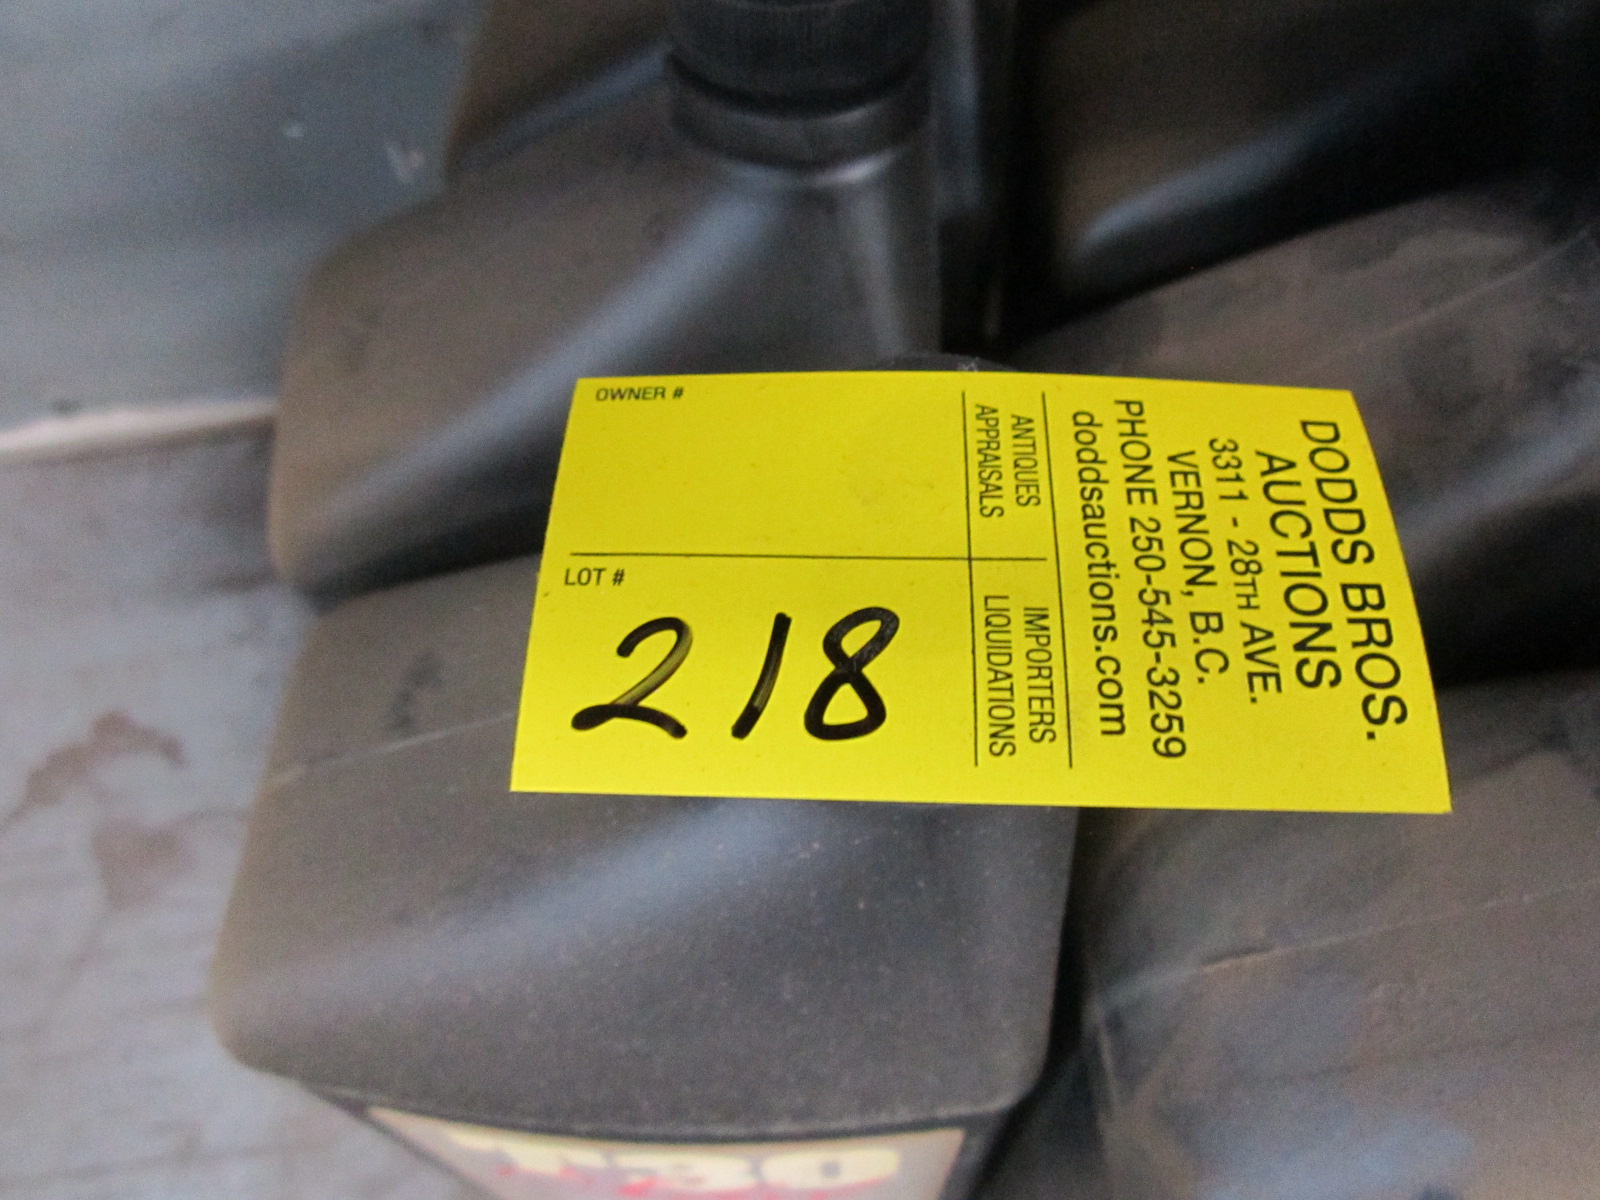 OWNER #
LOT #
218
ANTIQUES
APPRAISALS
IMPORTERS
LIQUIDATIONS
DODDS BROS.
AUCTIONS
3311 - 28TH AVE.
VERNON, B.C.
PHONE 250-545-3259
doddsauctions.com